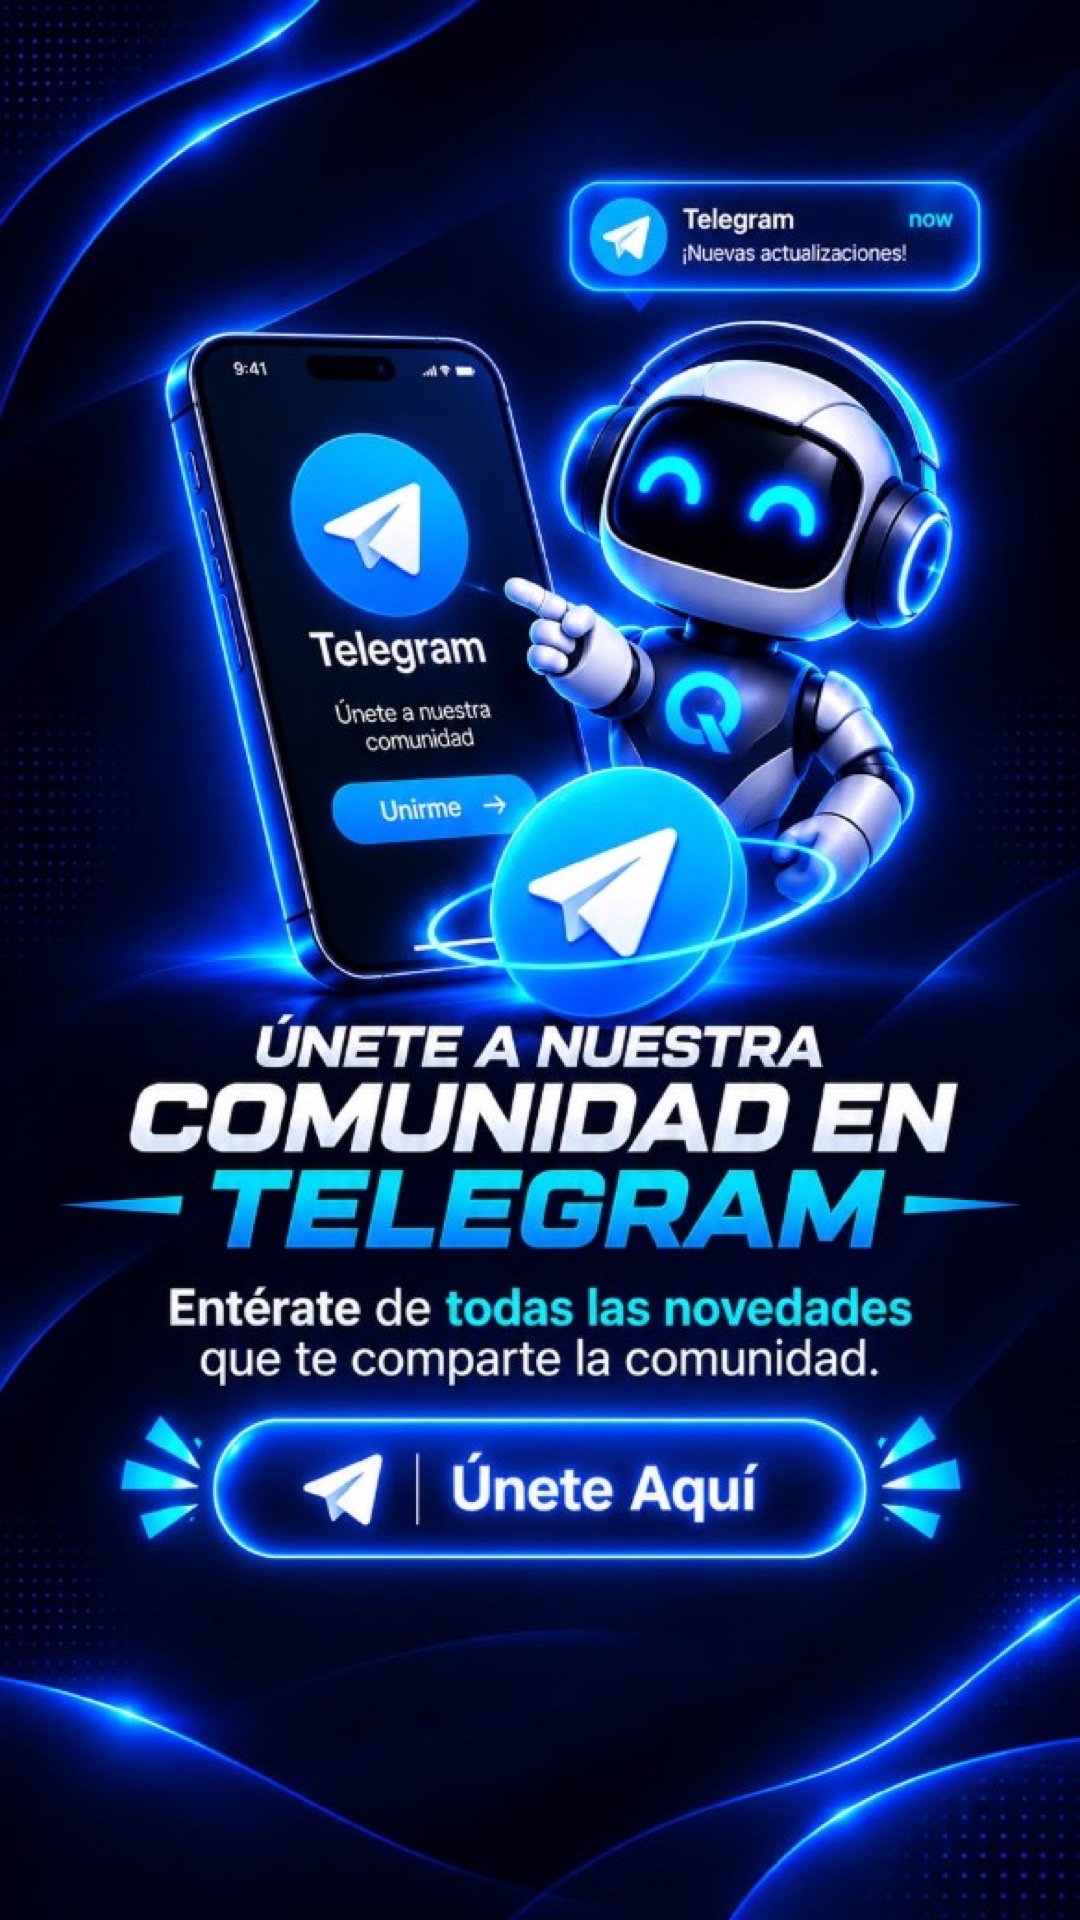 Telegram now
¡Nuevas actualizaciones!
9:41
Telegram
Únete a nuestra
comunidad
Unirme
Q
ÚNETE A NUESTRA
COMUNIDAD EN
TELEGRAM
Entérate de todas las novedades
que te comparte la comunidad.
Únete Aquí